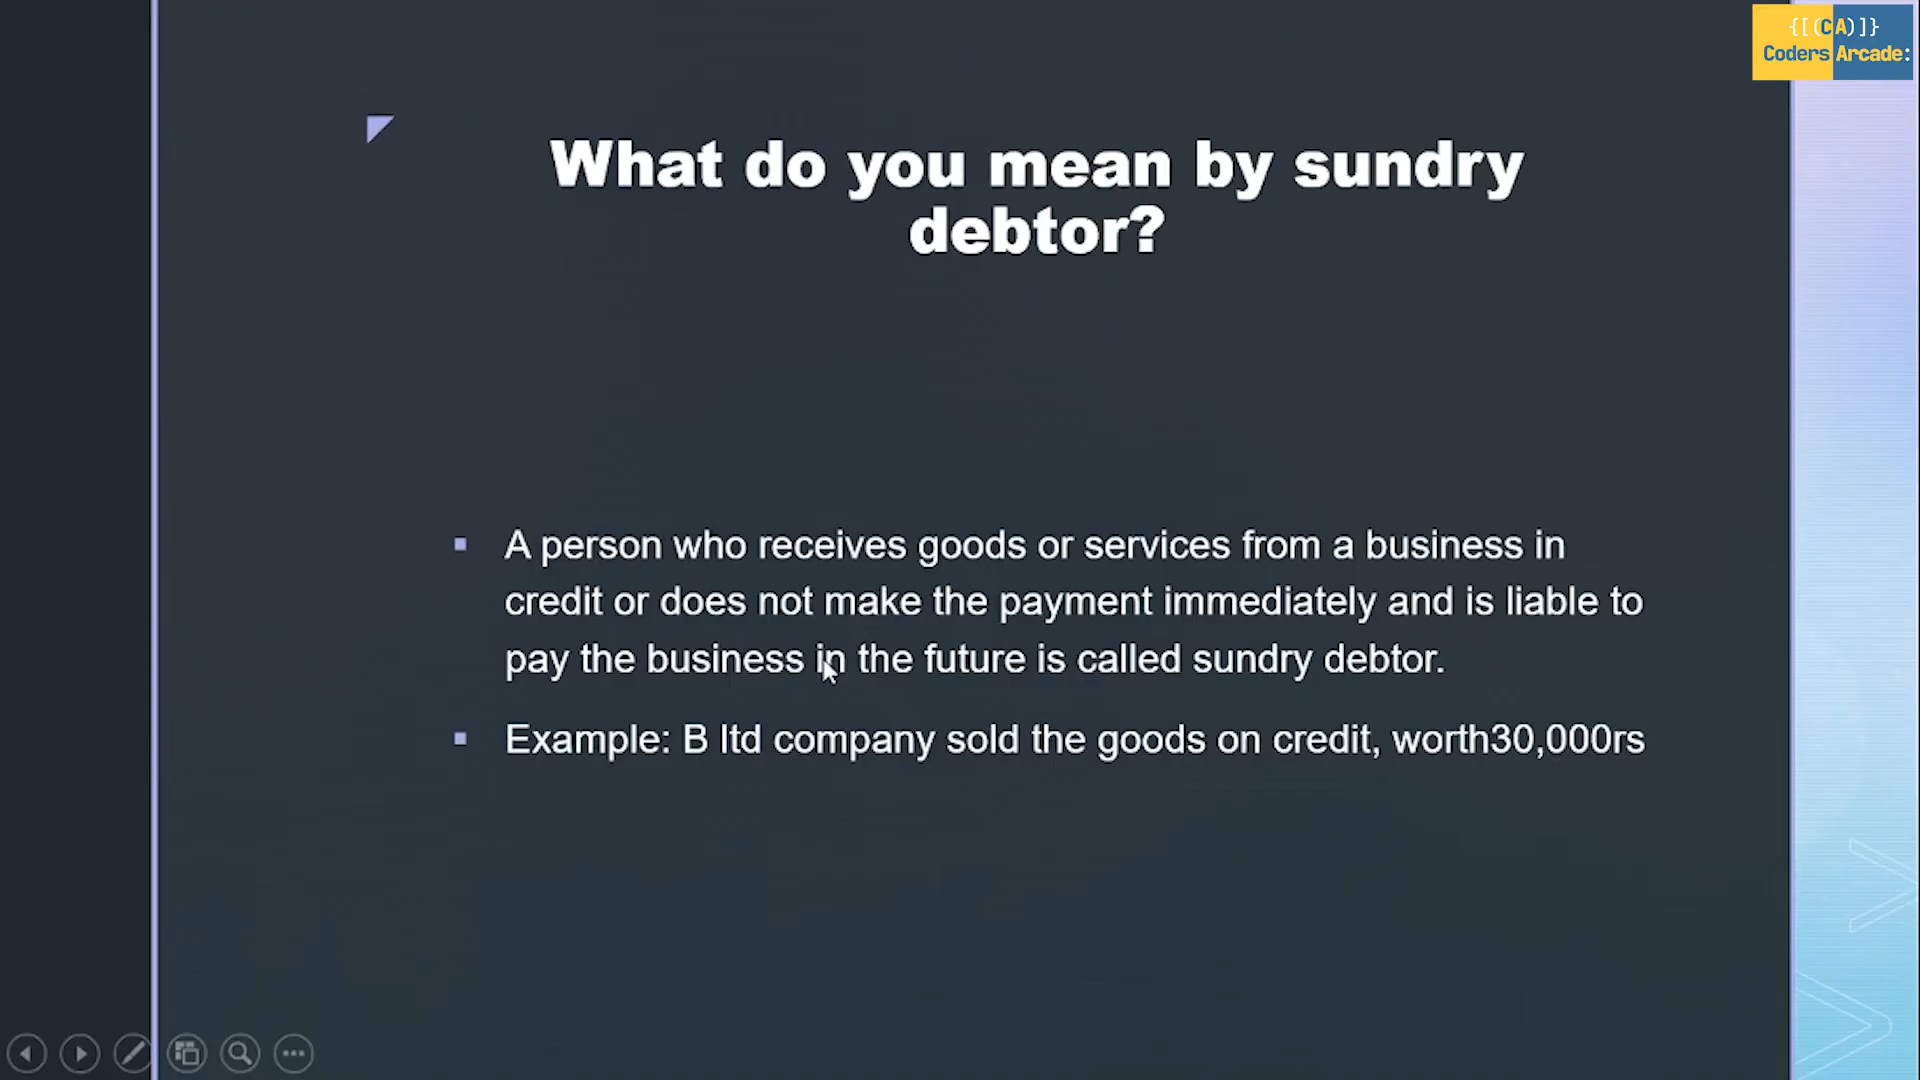 {[(CA)]}
Coders Arcade:
What do you mean by sundry
debtor?
A person who receives goods or services from a business in
credit or does not make the payment immediately and is liable to
pay the business in the future is called sundry debtor.
Example: B ltd company sold the goods on credit, worth30,000rs